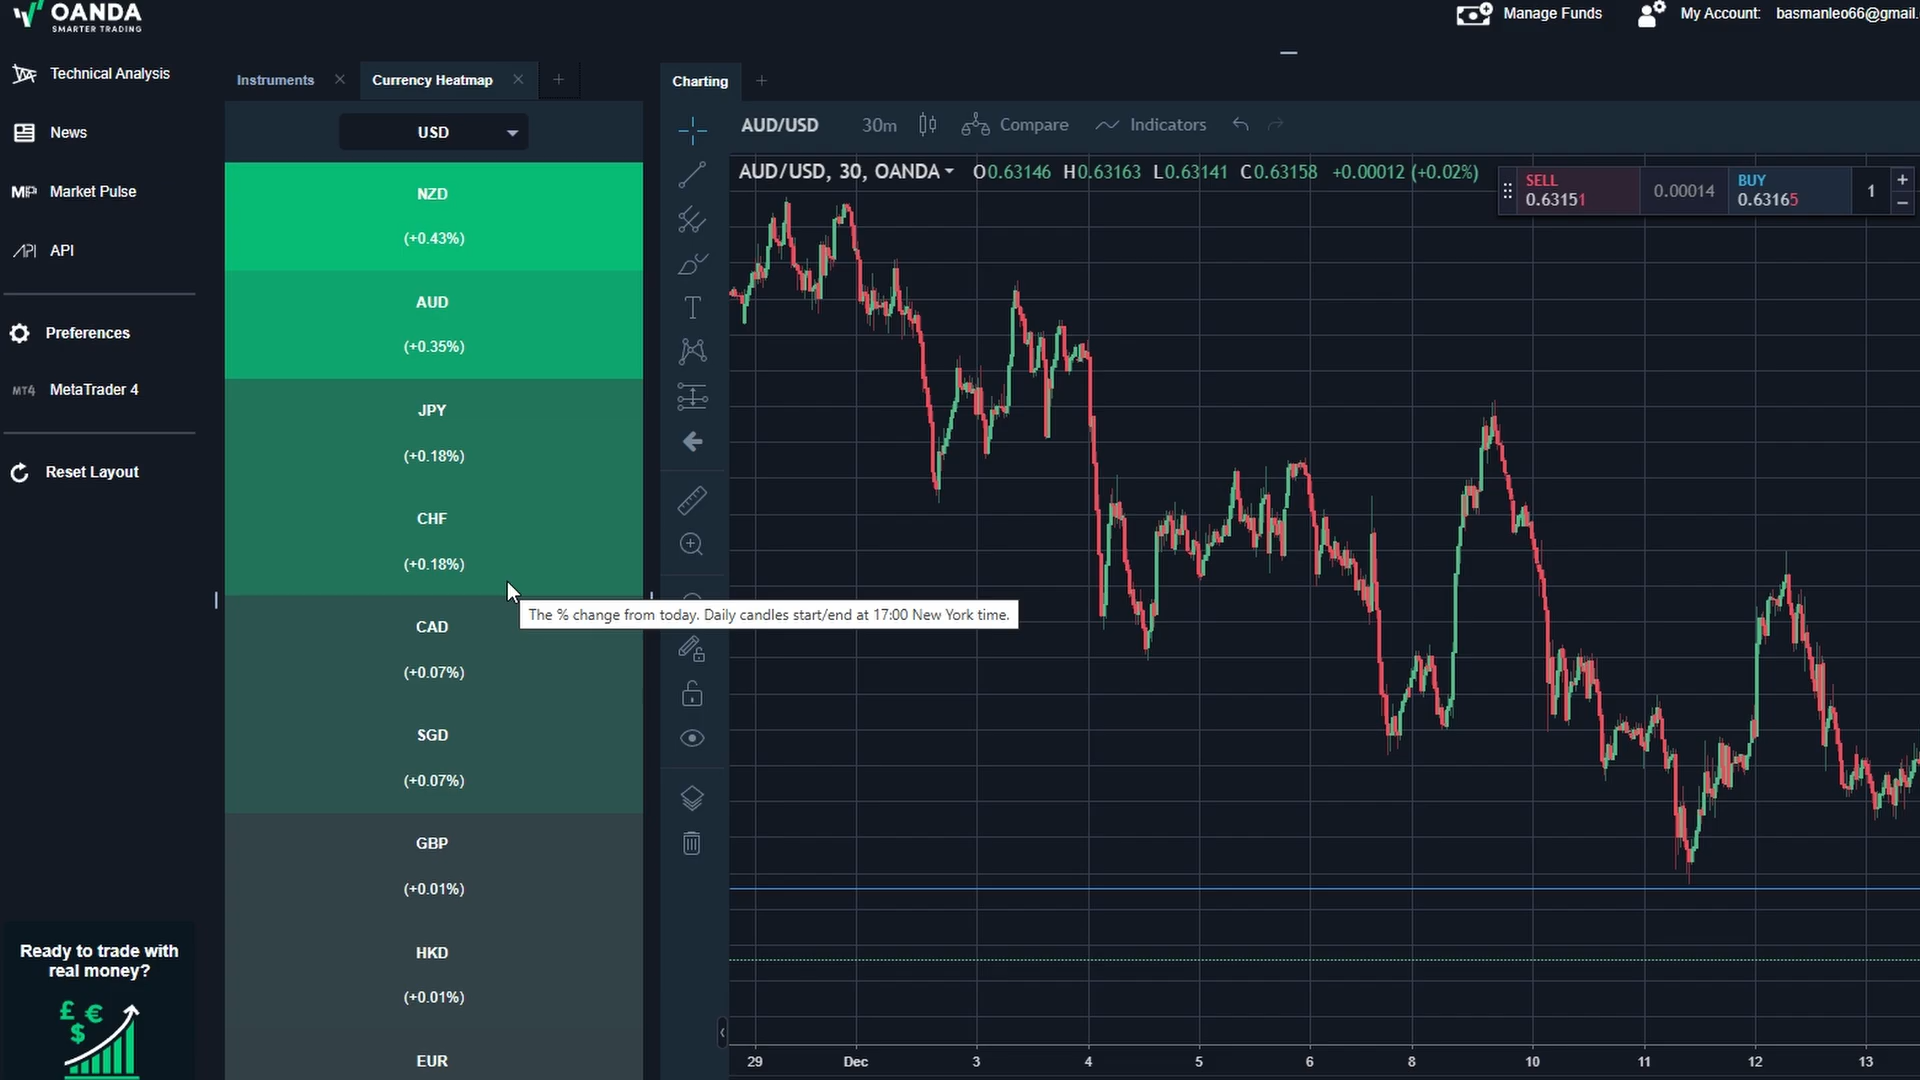 OANDA
SMARTER TRADING
Manage Funds
My Account: basmanleo66@gmail.
Technical Analysis
News
MP Market Pulse
API API
Preferences
MT4 MetaTrader 4
Reset Layout
Ready to trade with
real money?
£ €
$
Instruments
Currency Heatmap
USD
NZD
(+0.43%)
AUD
(+0.35%)
JPY
(+0.18%)
CHF
(+0.18%)
CAD
(+0.07%)
SGD
(+0.07%)
GBP
(+0.01%)
HKD
(+0.01%)
EUR
The % change from today. Daily candles start/end at 17:00 New York time.
Charting
AUD/USD 30m Compare Indicators
AUD/USD, 30, OANDA O0.63146 H0.63163 L0.63141 C0.63158 +0.00012 (+0.02%)
SELL
0.63151
0.00014
BUY
0.63165
1
29 Dec 3 4 5 6 8 10 11 12 13